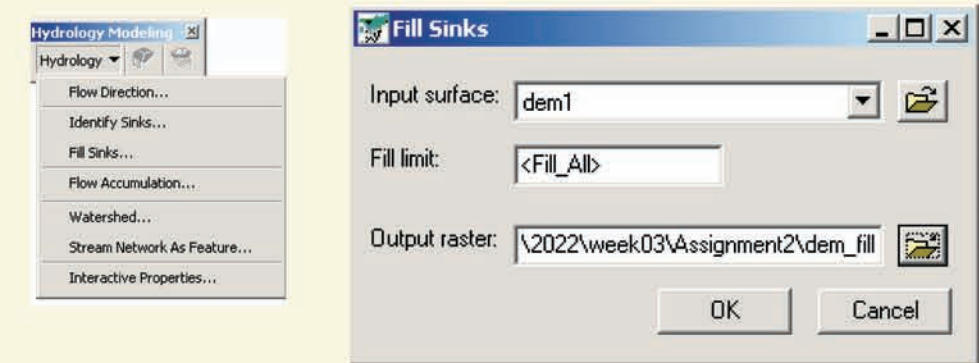 Hydrology Modeling
Hydrology
Flow Direction...
Identify Sinks...
Fill Sinks...
Flow Accumulation...
Watershed...
Stream Network As Feature...
Interactive Properties...
Fill Sinks
Input surface: dem1
Fill limit: <Fill_All>
Output raster: \2022\week03\Assignment2\dem_fill
OK Cancel